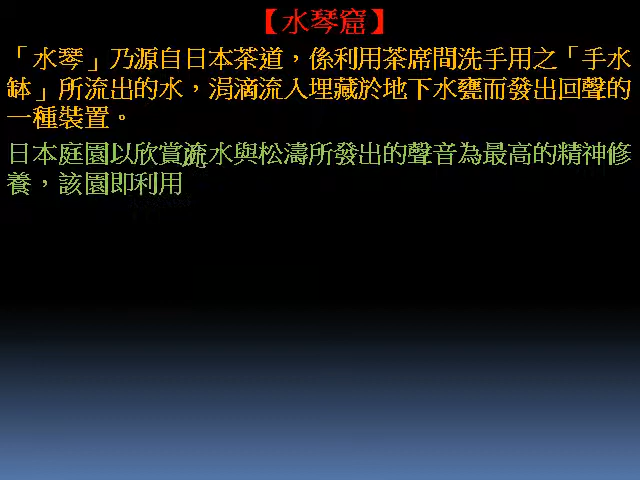 【水琴窟】
「水琴」乃源自日本茶道，係利用茶席間洗手用之「手水
缽」所流出的水，涓滴流入埋藏於地下水甕而發出回聲的
一種裝置。
日本庭園以欣賞流水與松濤所發出的聲音為最高的精神修
養，該園即利用